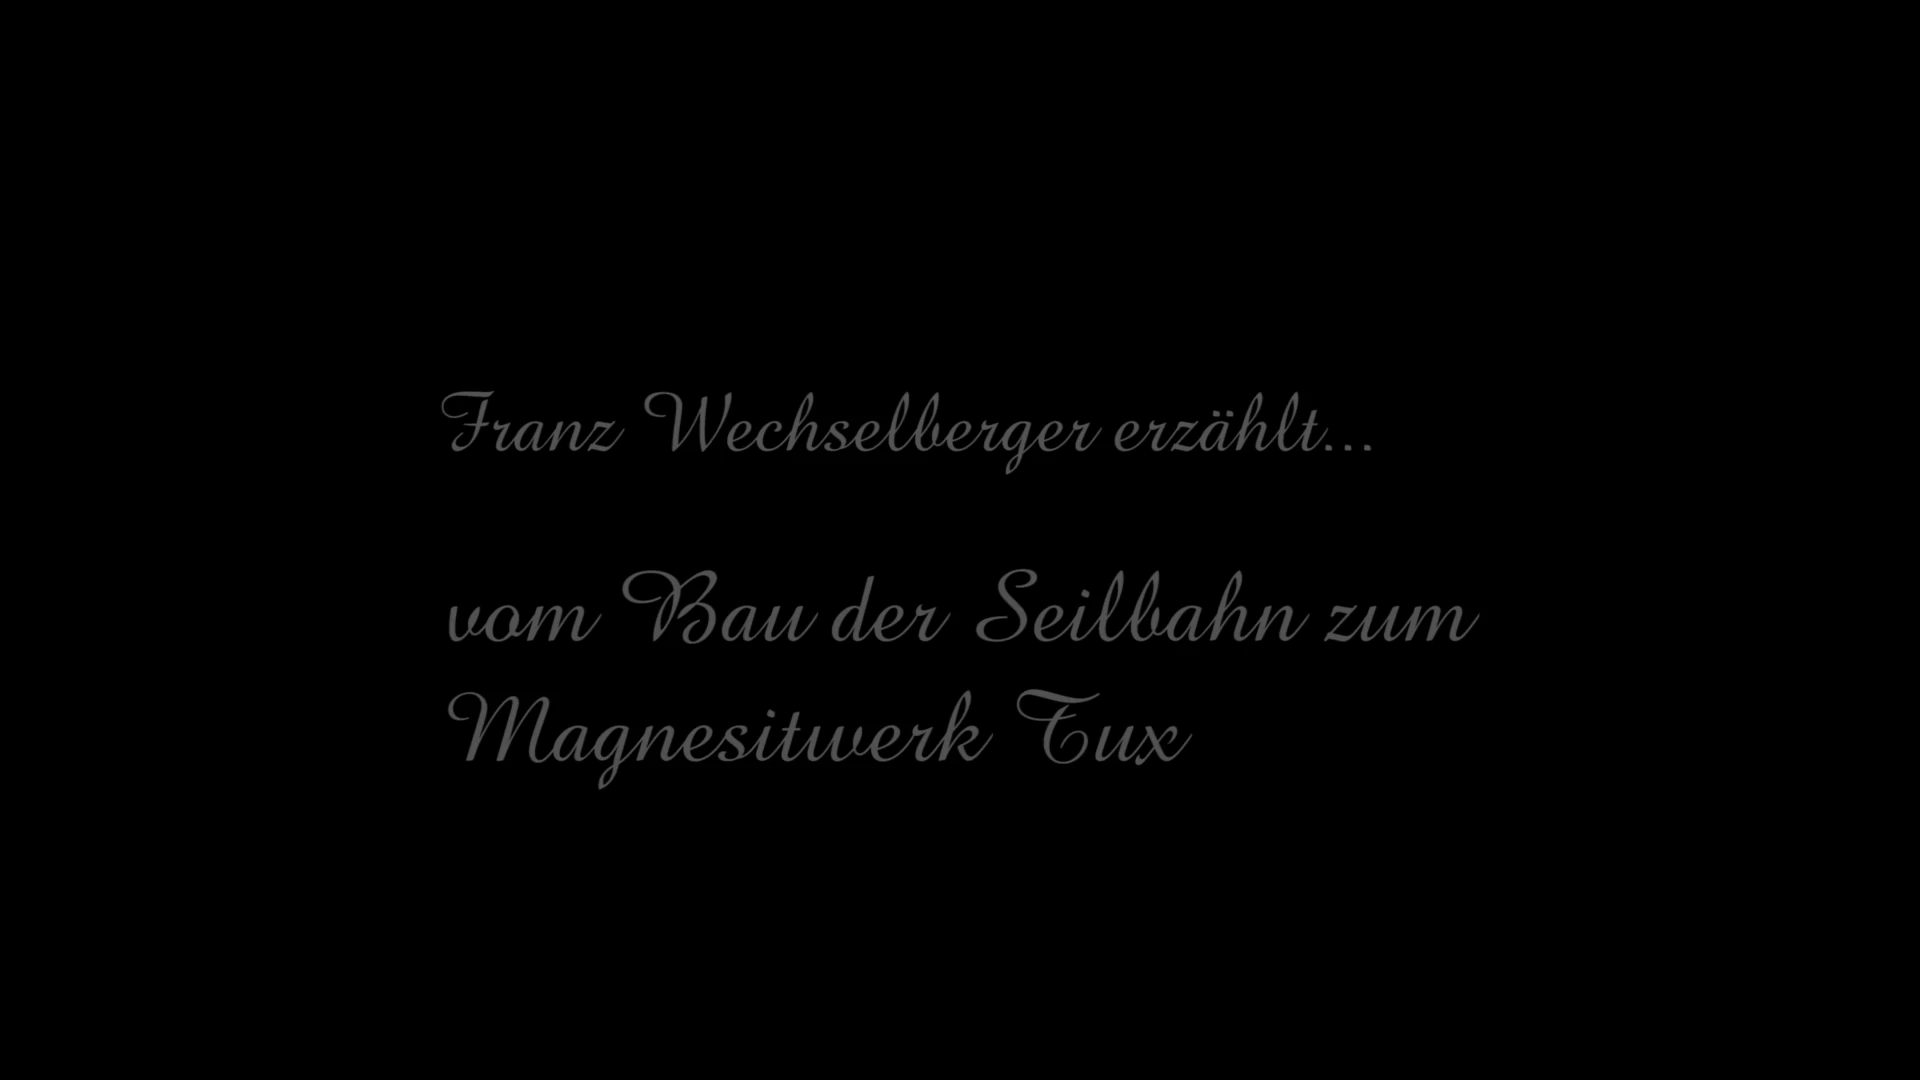 Franz Wechselberger erzählt...
vom Bau der Seilbahn zum
Magnesitwerk Tux